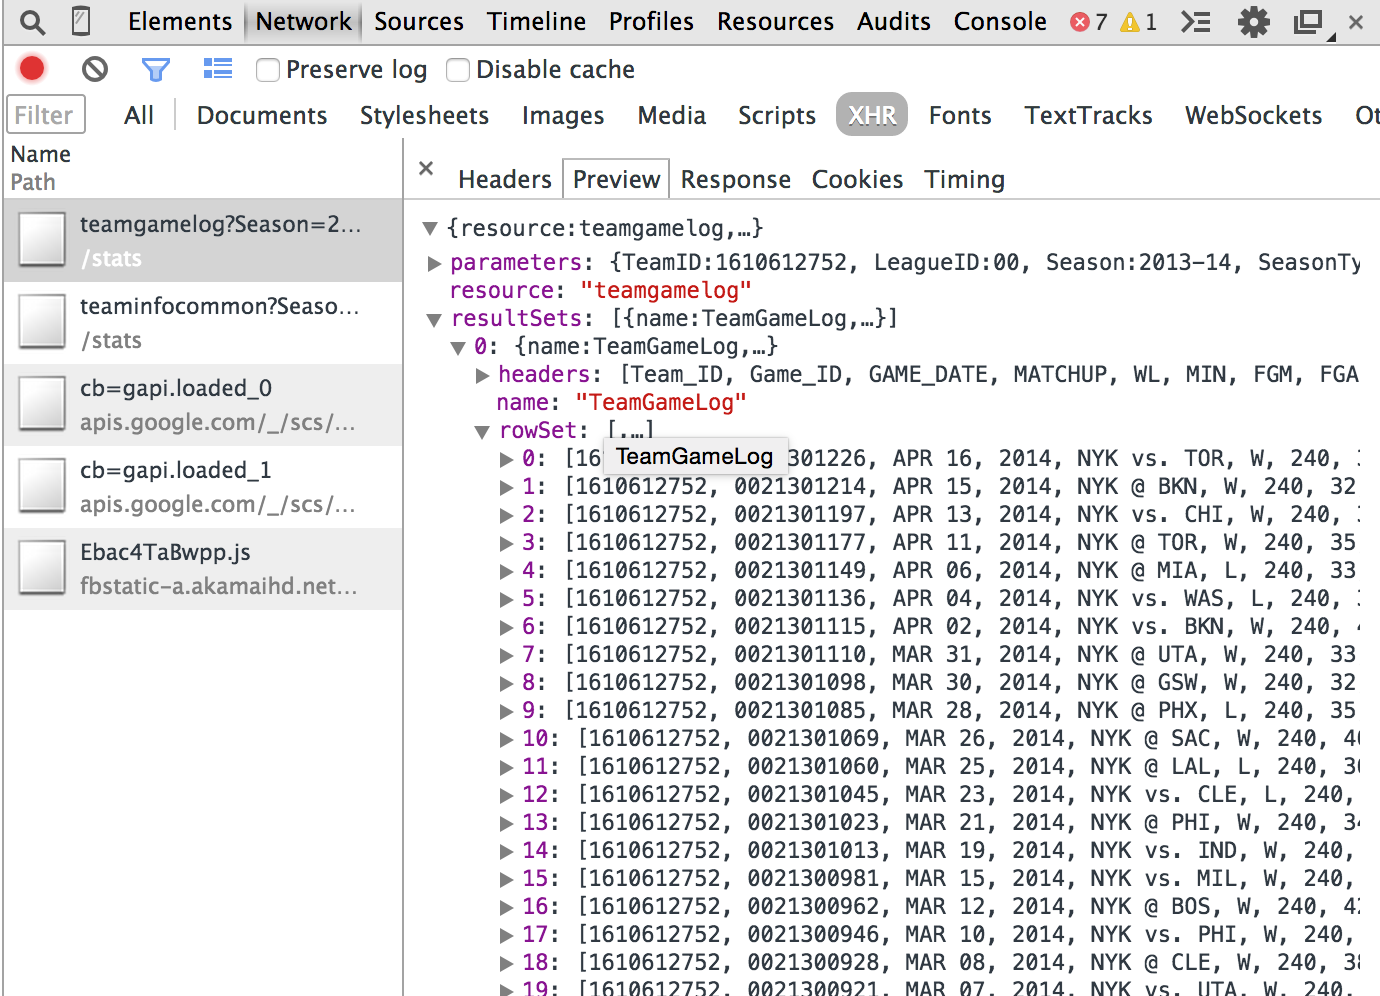 Elements Network Sources Timeline Profiles Resources Audits Console 7 1
Preserve log Disable cache
Filter All Documents Stylesheets Images Media Scripts XHR Fonts TextTracks WebSockets Ot
Name
Path
Headers Preview Response Cookies Timing
teamgamelog?Season=2...
/stats
teaminfocommon?Seaso...
/stats
cb=gapi.loaded_0
apis.google.com/_/scs/...
cb=gapi.loaded_1
apis.google.com/_/scs/...
Ebac4TaBwpp.js
fbstatic-a.akamaihd.net...
{resource:teamgamelog,…}
parameters: {TeamID:1610612752, LeagueID:00, Season:2013-14, SeasonTy
resource: "teamgamelog"
resultSets: [{name:TeamGameLog,…}]
0: {name:TeamGameLog,…}
headers: [Team_ID, Game_ID, GAME_DATE, MATCHUP, WL, MIN, FGM, FGA
name: "TeamGameLog"
rowSet: [,…]
TeamGameLog
0: [16 301226, APR 16, 2014, NYK vs. TOR, W, 240,
1: [1610612752, 0021301214, APR 15, 2014, NYK @ BKN, W, 240, 32
2: [1610612752, 0021301197, APR 13, 2014, NYK vs. CHI, W, 240,
3: [1610612752, 0021301177, APR 11, 2014, NYK @ TOR, W, 240, 35
4: [1610612752, 0021301149, APR 06, 2014, NYK @ MIA, L, 240, 33
5: [1610612752, 0021301136, APR 04, 2014, NYK vs. WAS, L, 240,
6: [1610612752, 0021301115, APR 02, 2014, NYK vs. BKN, W, 240,
7: [1610612752, 0021301110, MAR 31, 2014, NYK @ UTA, W, 240, 33
8: [1610612752, 0021301098, MAR 30, 2014, NYK @ GSW, W, 240, 32
9: [1610612752, 0021301085, MAR 28, 2014, NYK @ PHX, L, 240, 35
10: [1610612752, 0021301069, MAR 26, 2014, NYK @ SAC, W, 240, 40
11: [1610612752, 0021301060, MAR 25, 2014, NYK @ LAL, L, 240,
12: [1610612752, 0021301045, MAR 23, 2014, NYK vs. CLE, L, 240,
13: [1610612752, 0021301023, MAR 21, 2014, NYK @ PHI, W, 240, 34
14: [1610612752, 0021301013, MAR 19, 2014, NYK vs. IND, W, 240,
15: [1610612752, 0021300981, MAR 15, 2014, NYK vs. MIL, W, 240,
16: [1610612752, 0021300962, MAR 12, 2014, NYK @ BOS, W, 240, 42
17: [1610612752, 0021300946, MAR 10, 2014, NYK vs. PHI, W, 240,
18: [1610612752, 0021300928, MAR 08, 2014, NYK @ CLE, W, 240, 38
19: [1610612752, 0021300921, MAR 07, 2014, NYK vs. UTA, W, 240,